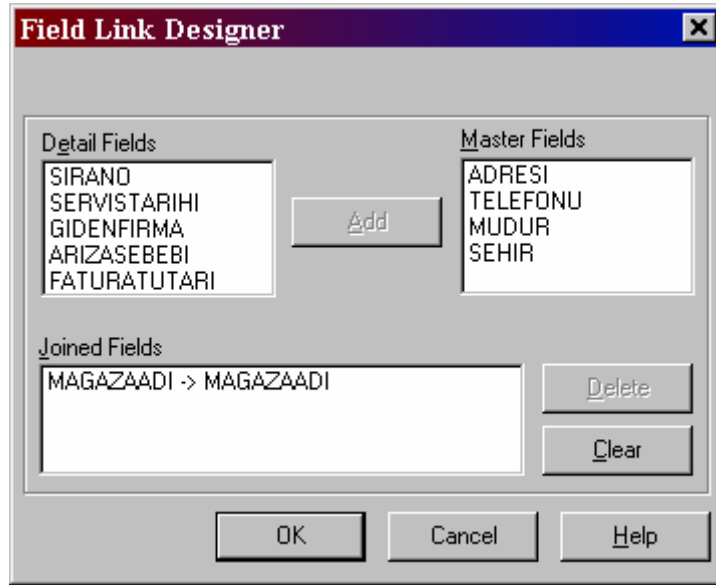 Field Link Designer
Detail Fields
SIRANO
SERVISTARIHI
GIDENFIRMA
ARIZASEBEBI
FATURATUTARI
Add
Master Fields
ADRESI
TELEFONU
MUDUR
SEHIR
Joined Fields
MAGAZAADI -> MAGAZAADI
Delete
Clear
OK
Cancel
Help